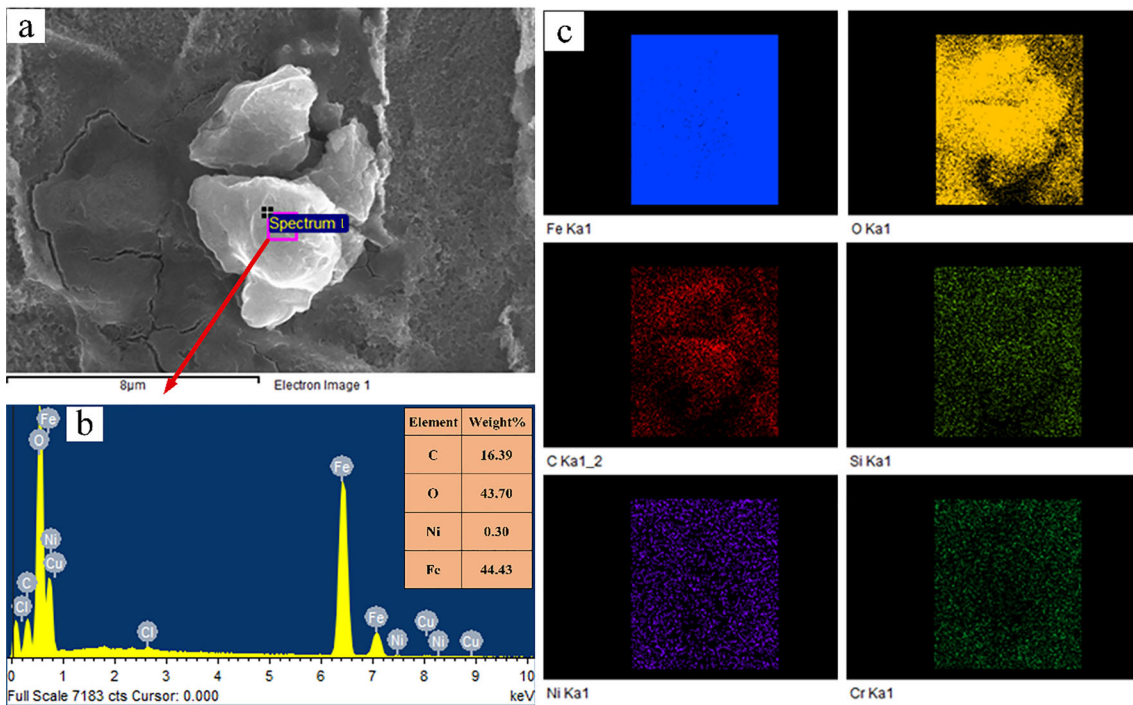 a
Spectrum 1
8µm
Electron Image 1
b
Fe
O
Ni
Cu
C
Cl
Cl
Fe
Fe
Cu
Ni
Ni
Cu
Element Weight%
C 16.39
O 43.70
Ni 0.30
Fe 44.43
0 1 2 3 4 5 6 7 8 9 10
Full Scale 7183 cts Cursor: 0.000 keV
c
Fe Ka1 O Ka1
C Ka1_2 Si Ka1
Ni Ka1 Cr Ka1